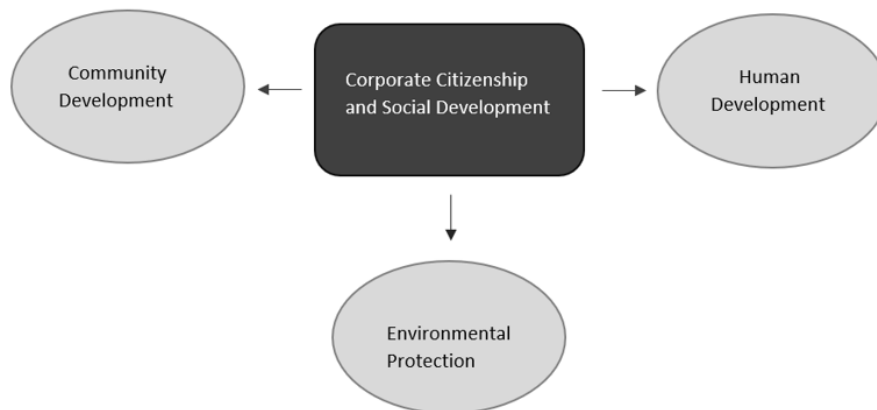 Community
Development
Corporate Citizenship
and Social Development
Human
Development
Environmental
Protection